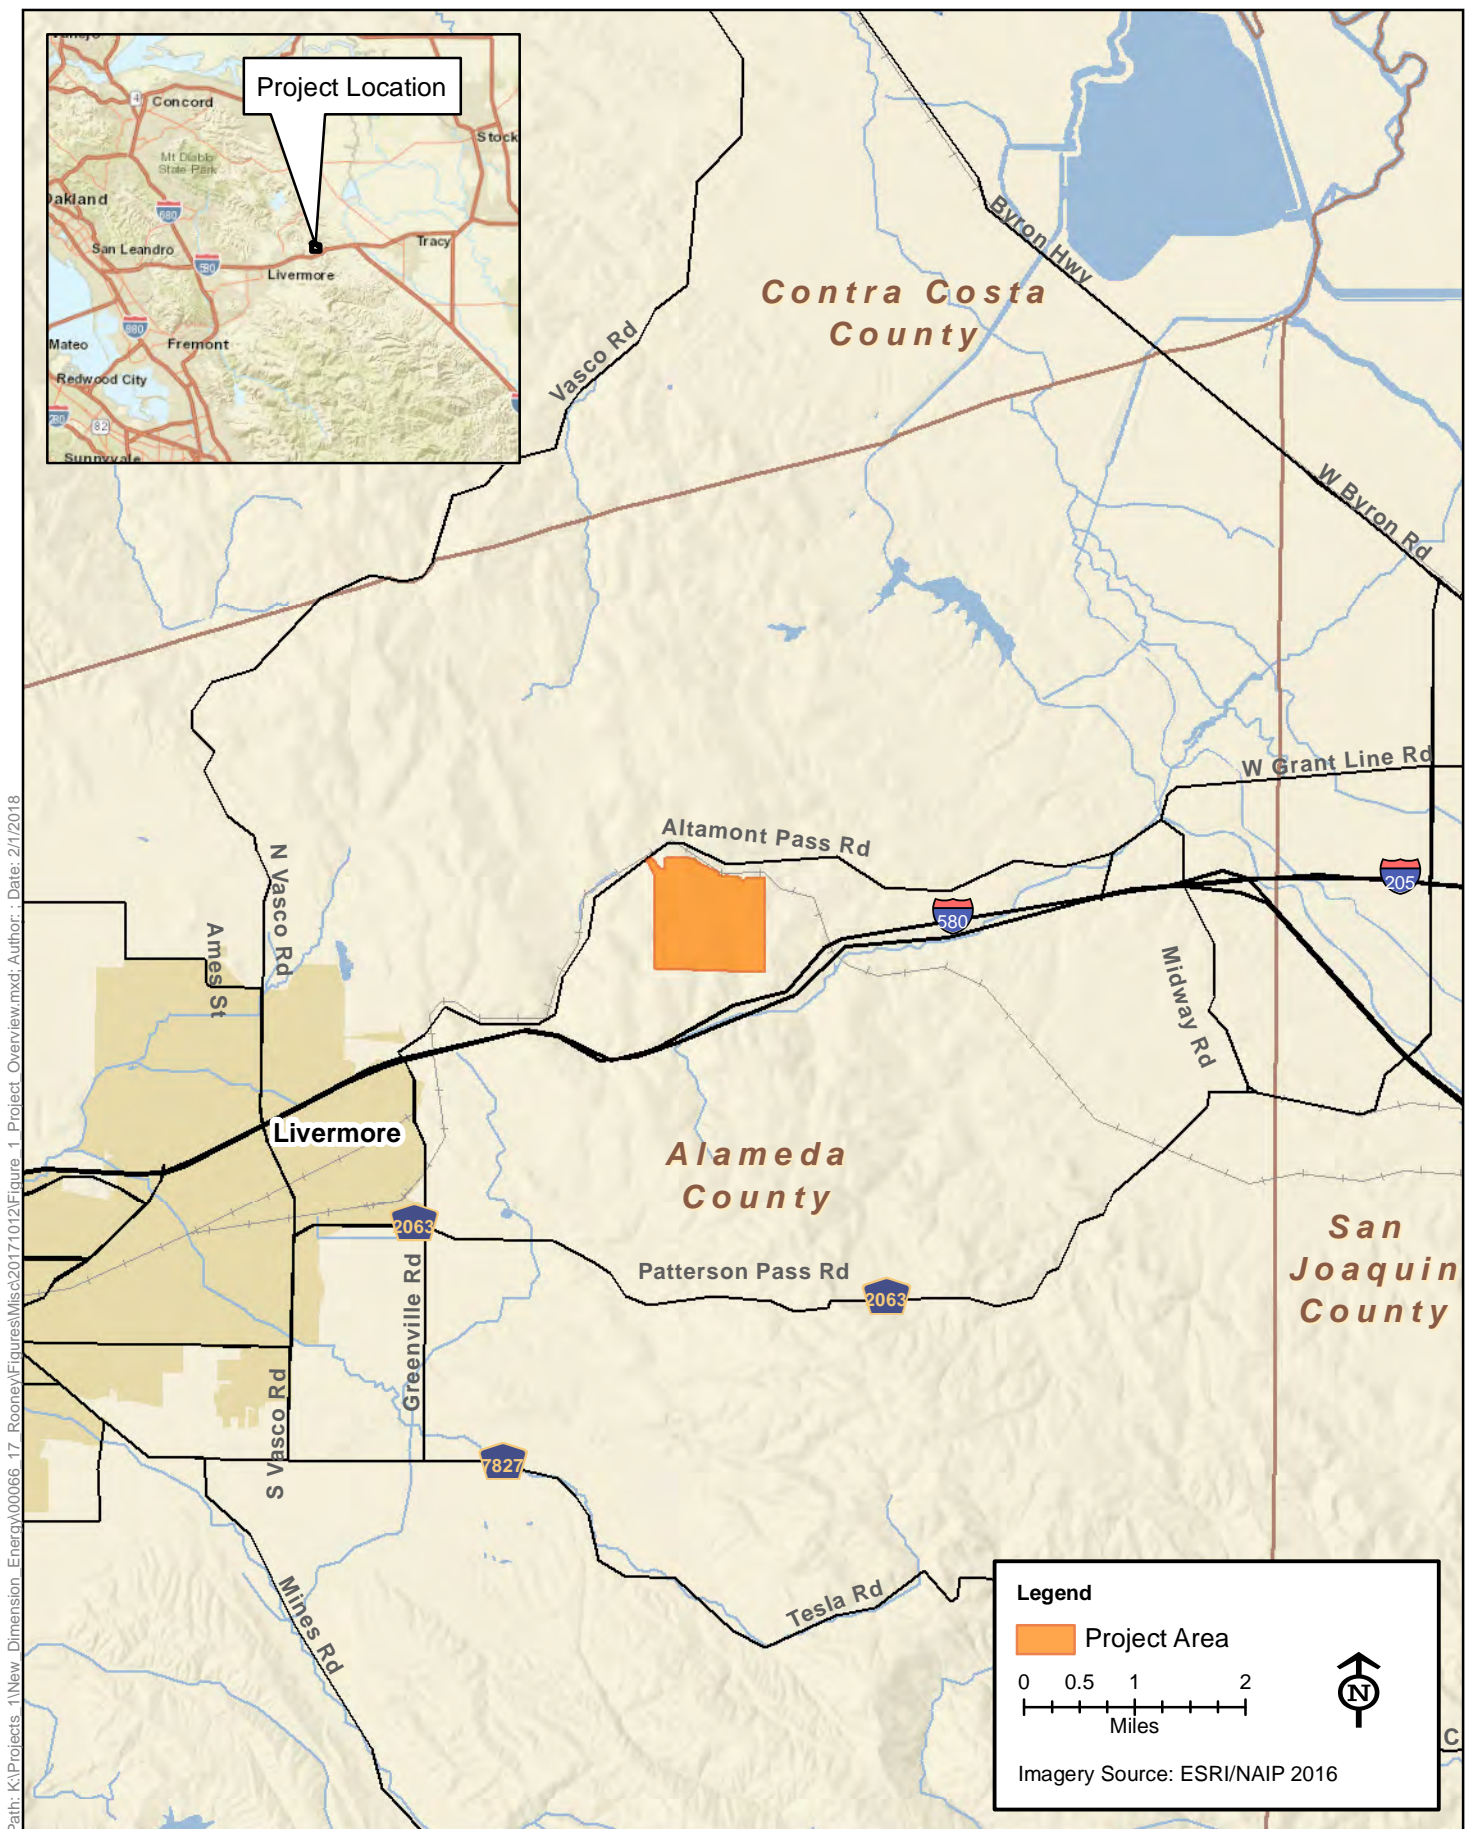 Vallejo
4
Concord
Project Location
Stock
Mt Diablo
State Park
Oakland
680
San Leandro
580
Tracy
Livermore
880
Mateo
Fremont
Redwood City
280
82
Sunnyvale
Byron Hwy
Contra Costa
County
Vasco Rd
W Byron Rd
W Grant Line Rd
Altamont Pass Rd
N Vasco Rd
205
580
Ames St
Midway Rd
Livermore
Alameda
County
2063
San
Joaquin
County
Patterson Pass Rd
2063
Greenville Rd
S Vasco Rd
7827
Mines Rd
Tesla Rd
Legend
Project Area
0 0.5 1 2
Miles
N
Imagery Source: ESRI/NAIP 2016
C
Path: K:\Projects_1\New_Dimension_Energy\00066_17_Rooney\Figures\Misc\20171012\Figure_1_Project_Overview.mxd; Author: ; Date: 2/1/2018